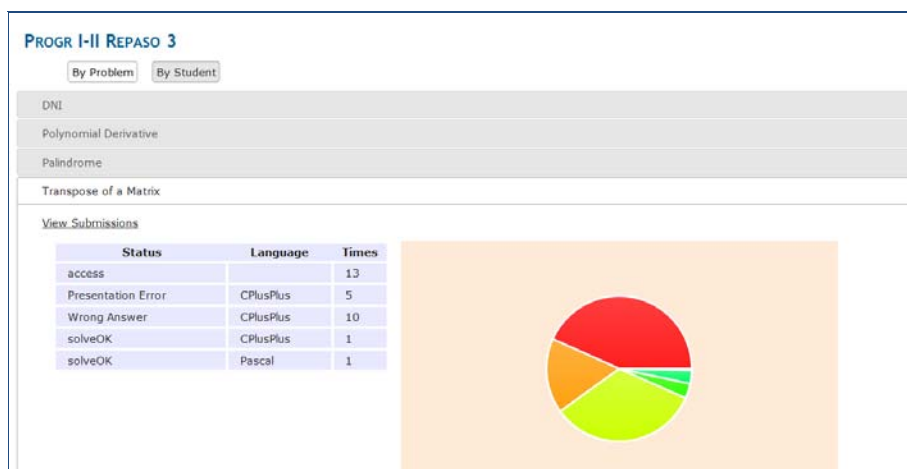 PROGR I-II REPASO 3
By Problem By Student
DNI
Polynomial Derivative
Palindrome
Transpose of a Matrix
View Submissions
Status Language Times
access 13
Presentation Error CPlusPlus 5
Wrong Answer CPlusPlus 10
solveOK CPlusPlus 1
solveOK Pascal 1